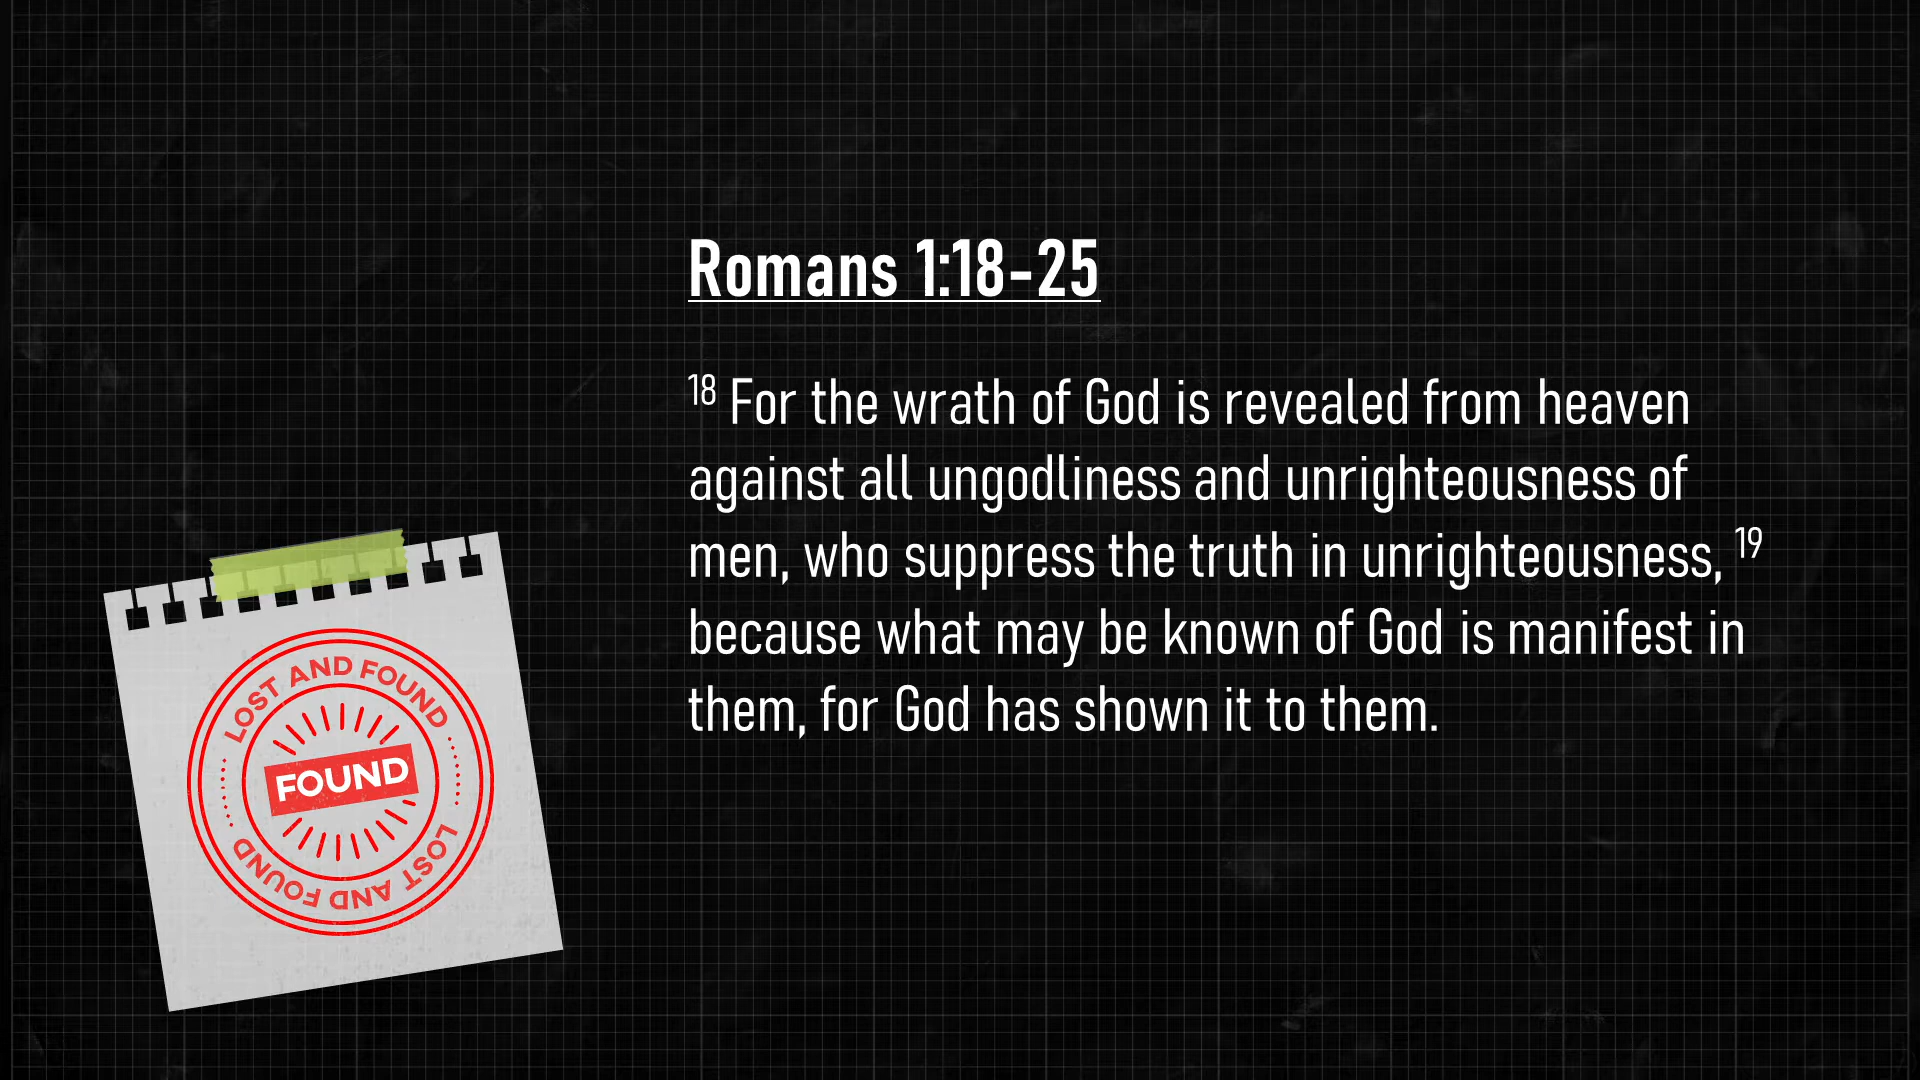 Romans 1:18-25
18 For the wrath of God is revealed from heaven
against all ungodliness and unrighteousness of
men, who suppress the truth in unrighteousness, 19
because what may be known of God is manifest in
them, for God has shown it to them.
LOST AND FOUND
FOUND
LOST AND FOUND